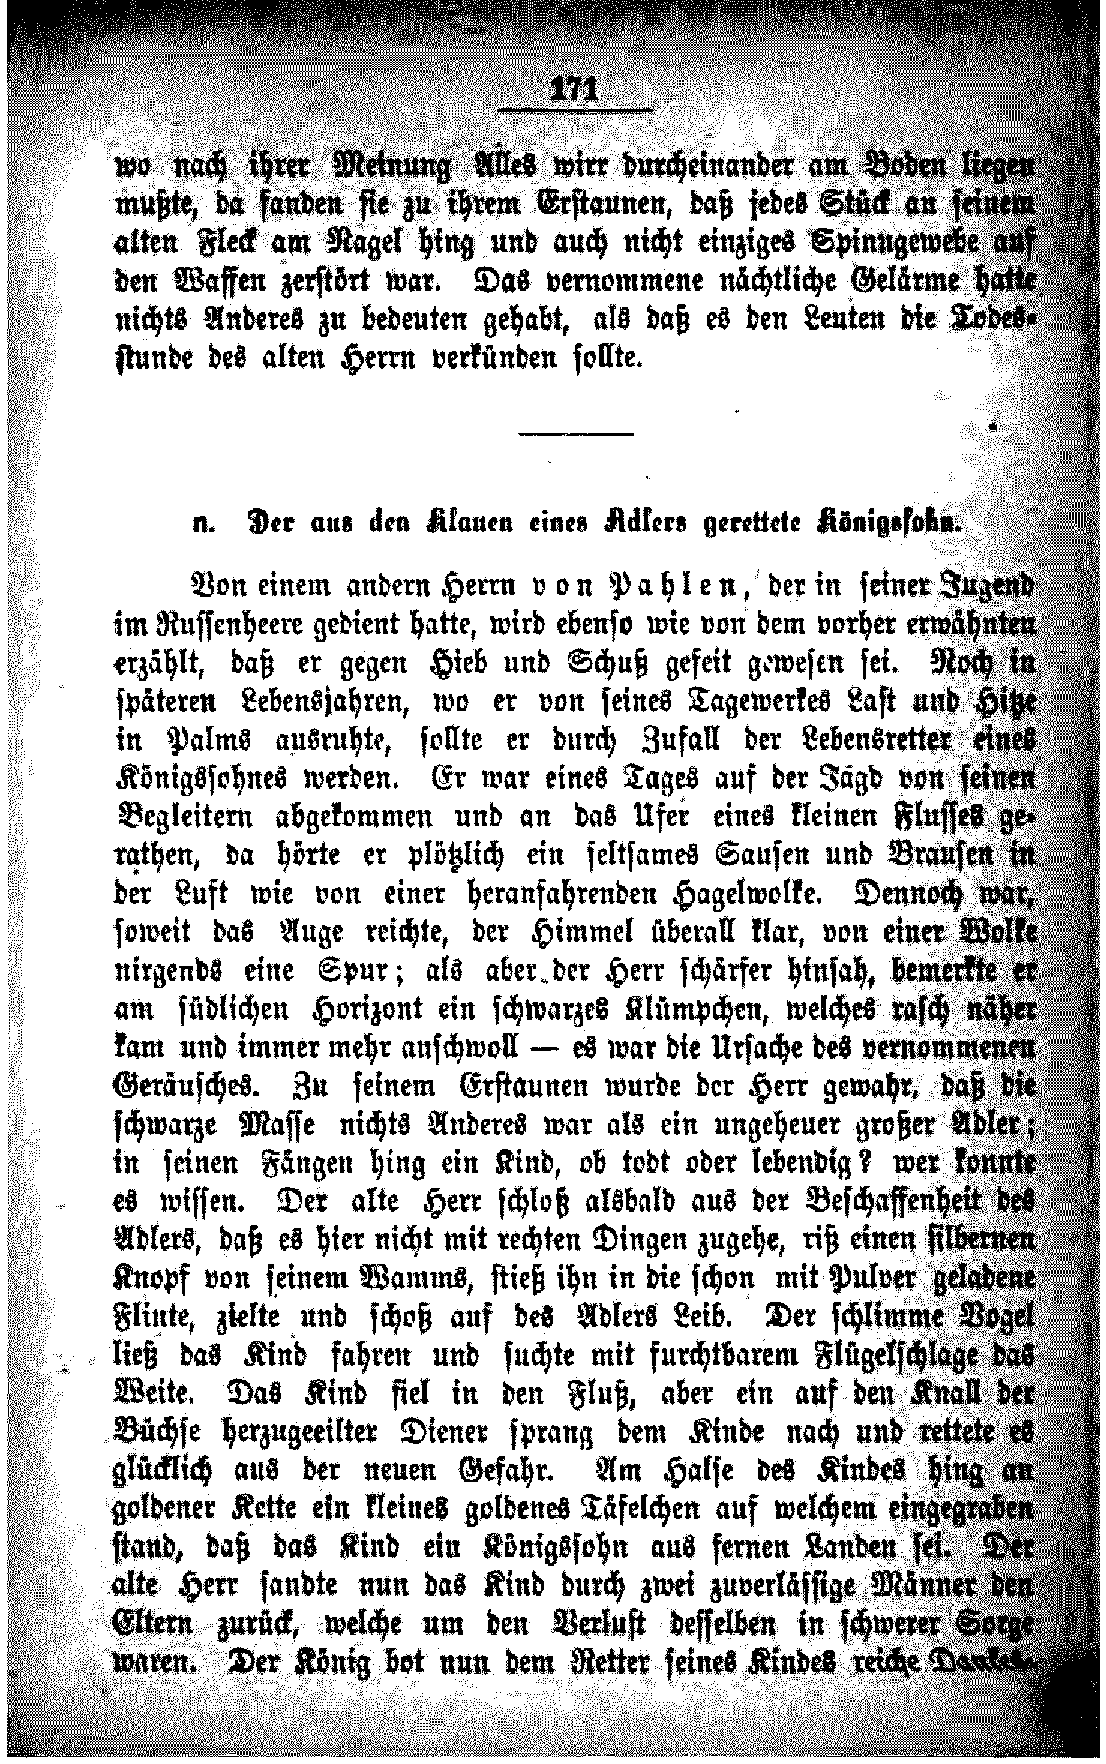 171
wo nach ihrer Meinung Alles wirr durcheinander am Boden liegen
mußte, da fanden sie zu ihrem Erstaunen, daß jedes Stück an seinem
alten Fleck am Nagel hing und auch nicht einziges Spinngewebe auf
den Waffen zerstört war. Das vernommene nächtliche Gelärme hatte
nichts Anderes zu bedeuten gehabt, als daß es den Leuten die Todes-
stunde des alten Herrn verkünden sollte.
n. Der aus den Klauen eines Adlers gerettete Königssohn.
Von einem andern Herrn von Pahlen, der in seiner Jugend
im Russenheere gedient hatte, wird ebenso wie von dem vorher erwähnten
erzählt, daß er gegen Hieb und Schuß gefeit gewesen sei. Noch in
späteren Lebensjahren, wo er von seines Tagewerkes Last und Hitze
in Palms ausruhte, sollte er durch Zufall der Lebensretter eines
Königssohnes werden. Er war eines Tages auf der Jagd von seinen
Begleitern abgekommen und an das Ufer eines kleinen Flusses ge-
rathen, da hörte er plötzlich ein seltsames Sausen und Brausen in
der Luft wie von einer heranfahrenden Hagelwolke. Dennoch war,
soweit das Auge reichte, der Himmel überall klar, von einer Wolke
nirgends eine Spur; als aber der Herr schärfer hinsah, bemerkte er
am südlichen Horizont ein schwarzes Klümpchen, welches rasch näher
kam und immer mehr anschwoll — es war die Ursache des vernommenen
Geräusches. Zu seinem Erstaunen wurde der Herr gewahr, daß die
schwarze Masse nichts Anderes war als ein ungeheuer großer Adler;
in seinen Fängen hing ein Kind, ob todt oder lebendig? wer konnte
es wissen. Der alte Herr schloß alsbald aus der Beschaffenheit des
Adlers, daß es hier nicht mit rechten Dingen zugehe, riß einen silbernen
Knopf von seinem Wamms, stieß ihn in die schon mit Pulver geladene
Flinte, zielte und schoß auf des Adlers Leib. Der schlimme Vogel
ließ das Kind fahren und suchte mit furchtbarem Flügelschlage das
Weite. Das Kind fiel in den Fluß, aber ein auf den Knall der
Büchse herzugeeilter Diener sprang dem Kinde nach und rettete es
glücklich aus der neuen Gefahr. Am Halse des Kindes hing an
goldener Kette ein kleines goldenes Täfelchen auf welchem eingegraben
stand, daß das Kind ein Königssohn aus fernen Landen sei. Der
alte Herr sandte nun das Kind durch zwei zuverlässige Männer den
Eltern zurück, welche um den Verlust desselben in schwerer Sorge
waren. Der König bot nun dem Retter seines Kindes reiche Dankes-